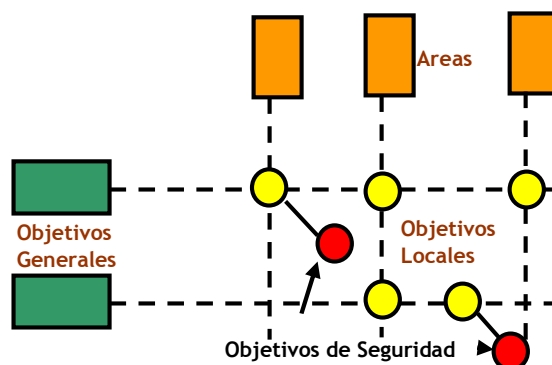 Areas
Objetivos
Generales
Objetivos
Locales
Objetivos de Seguridad